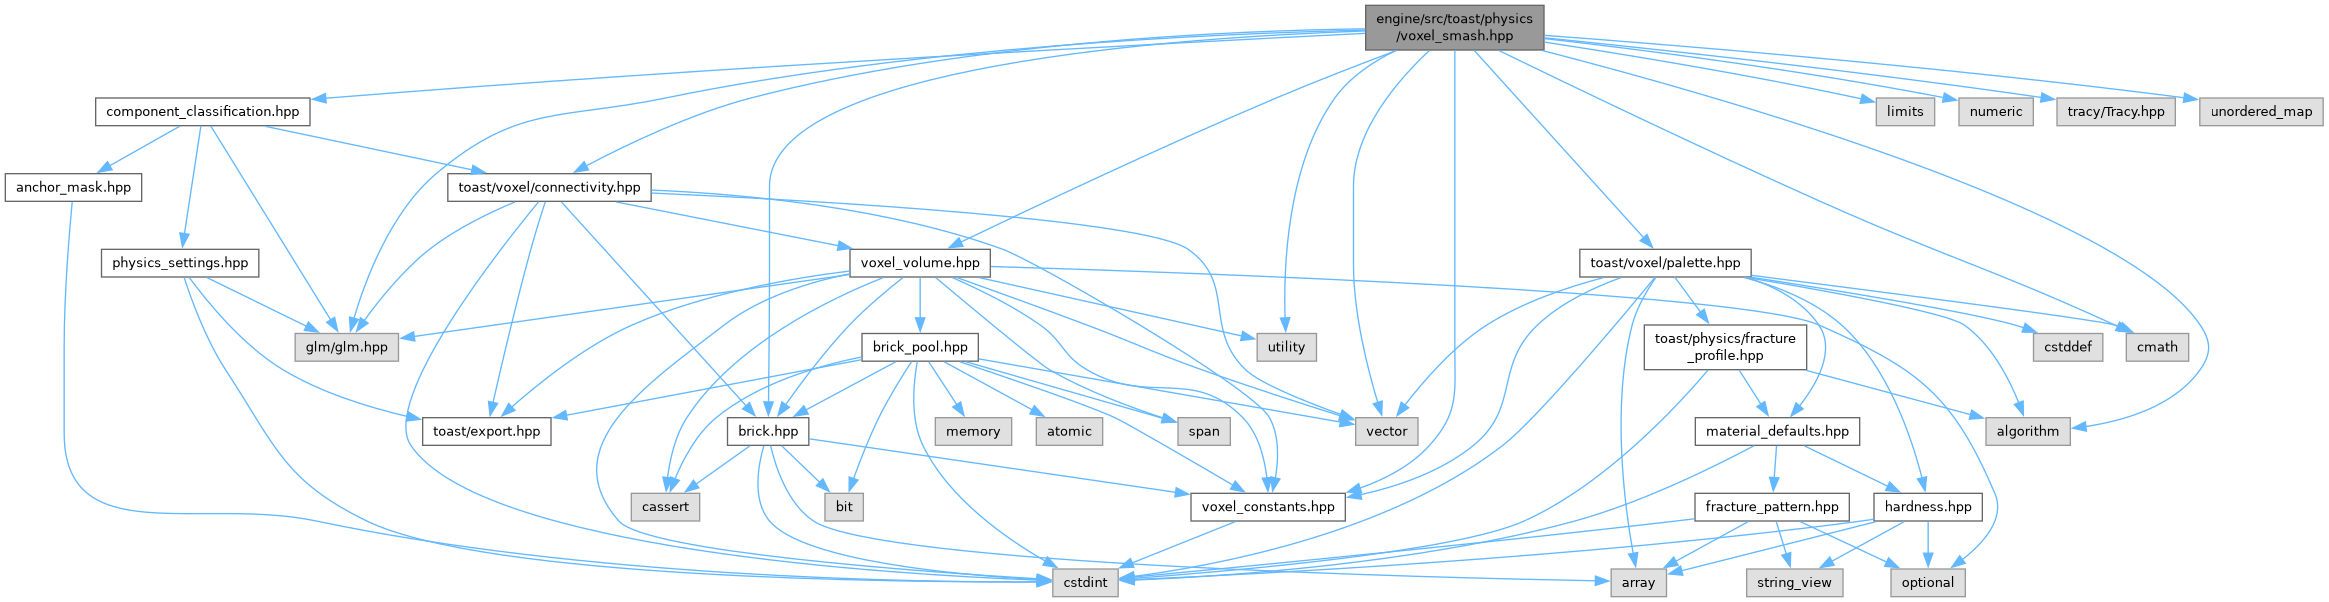 engine/src/toast/physics
/voxel_smash.hpp
component_classification.hpp
limits
numeric
tracy/Tracy.hpp
unordered_map
anchor_mask.hpp
toast/voxel/connectivity.hpp
physics_settings.hpp
voxel_volume.hpp
toast/voxel/palette.hpp
glm/glm.hpp
brick_pool.hpp
utility
toast/physics/fracture
_profile.hpp
cstddef
cmath
toast/export.hpp
brick.hpp
memory
atomic
span
vector
material_defaults.hpp
algorithm
cassert
bit
voxel_constants.hpp
fracture_pattern.hpp
hardness.hpp
cstdint
array
string_view
optional